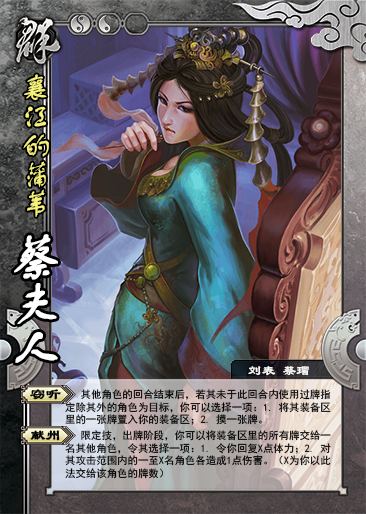 群
襄江的蒲苇
蔡夫人
刘表 蔡瑁
窃听
其他角色的回合结束后，若其未于此回合内使用过牌指
定除其外的角色为目标，你可以选择一项：1. 将其装备区
里的一张牌置入你的装备区；2. 摸一张牌。
献州
限定技，出牌阶段，你可以将装备区里的所有牌交给一
名其他角色，令其选择一项：1. 令你回复X点体力；2. 对
其攻击范围内的一至X名角色各造成1点伤害。（X为你以此
法交给该角色的牌数）